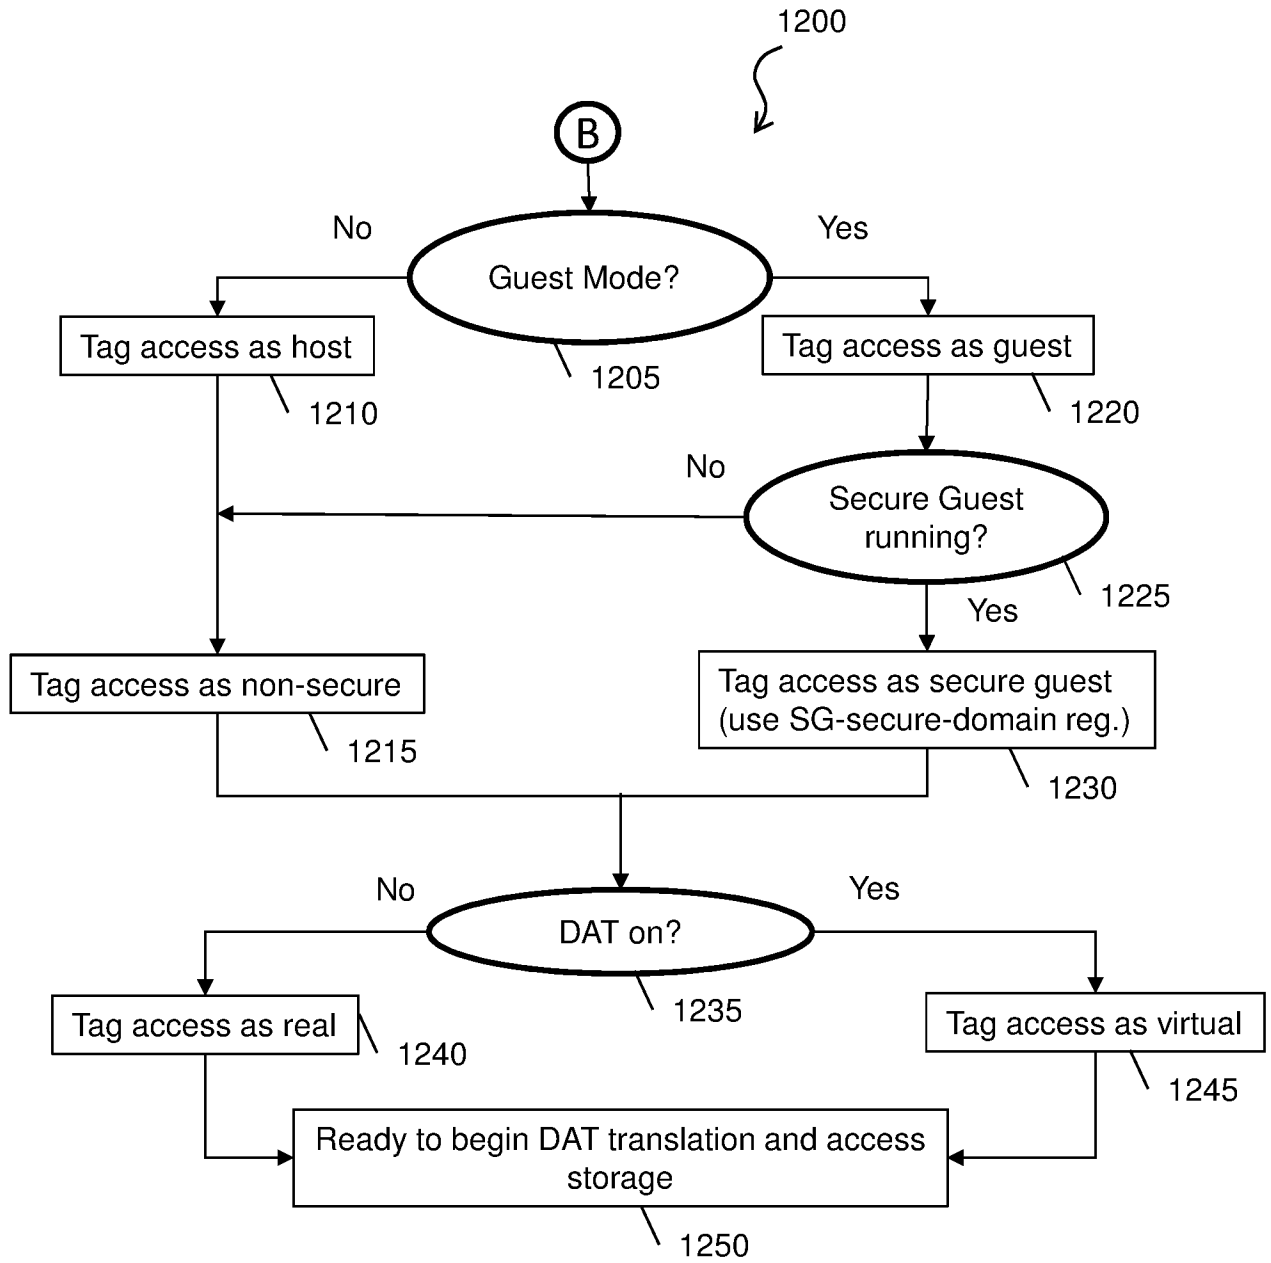 1200
B
No
Yes
Guest Mode?
Tag access as host
Tag access as guest
1205
1210
1220
No
Secure Guest
running?
1225
Yes
Tag access as non-secure
Tag access as secure guest
(use SG-secure-domain reg.)
1215
1230
No
Yes
DAT on?
1235
Tag access as real
Tag access as virtual
1240
1245
Ready to begin DAT translation and access
storage
1250